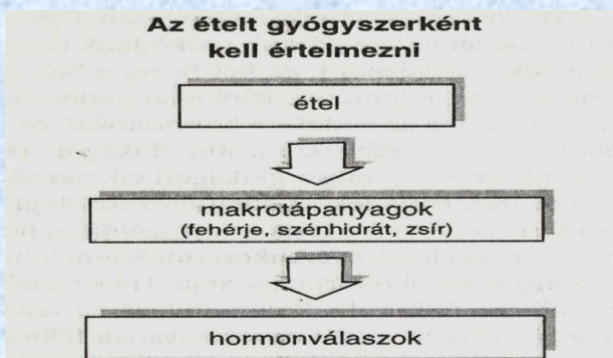 Az ételt gyógyszerként
kell értelmezni
étel
makrotápanyagok
(fehérje, szénhidrát, zsír)
hormonválaszok